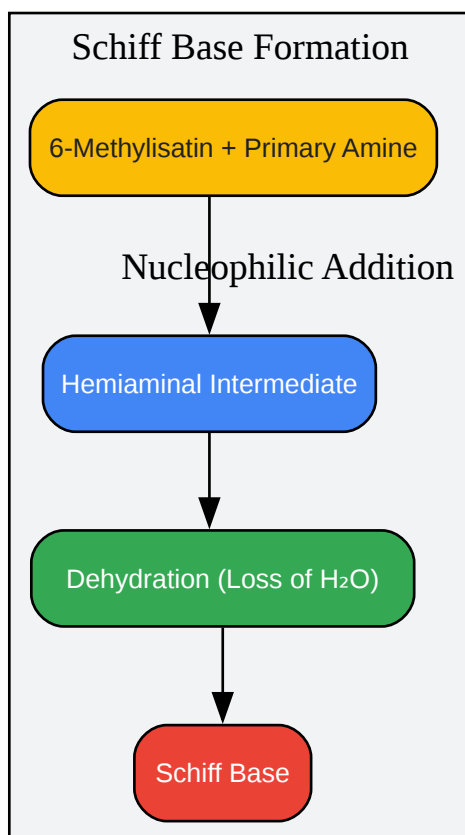 Schiff Base Formation
6-Methylisatin + Primary Amine
Nucleophilic Addition
Hemiaminal Intermediate
Dehydration (Loss of H₂O)
Schiff Base